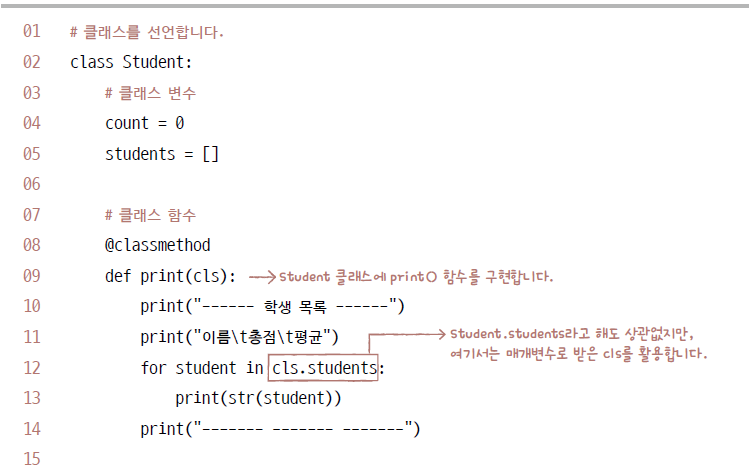 01 # 클래스를 선언합니다.
02 class Student:
03 # 클래스 변수
04 count = 0
05 students = []
06
07 # 클래스 함수
08 @classmethod
09 def print(cls): Student 클래스에 print() 함수를 구현합니다.
10 print("------ 학생 목록 ------")
11 print("이름\t총점\t평균") Student.students라고 해도 상관없지만,
여기서는 매개변수로 받은 cls를 활용합니다.
12 for student in cls.students:
13 print(str(student))
14 print("------- ------- -------")
15